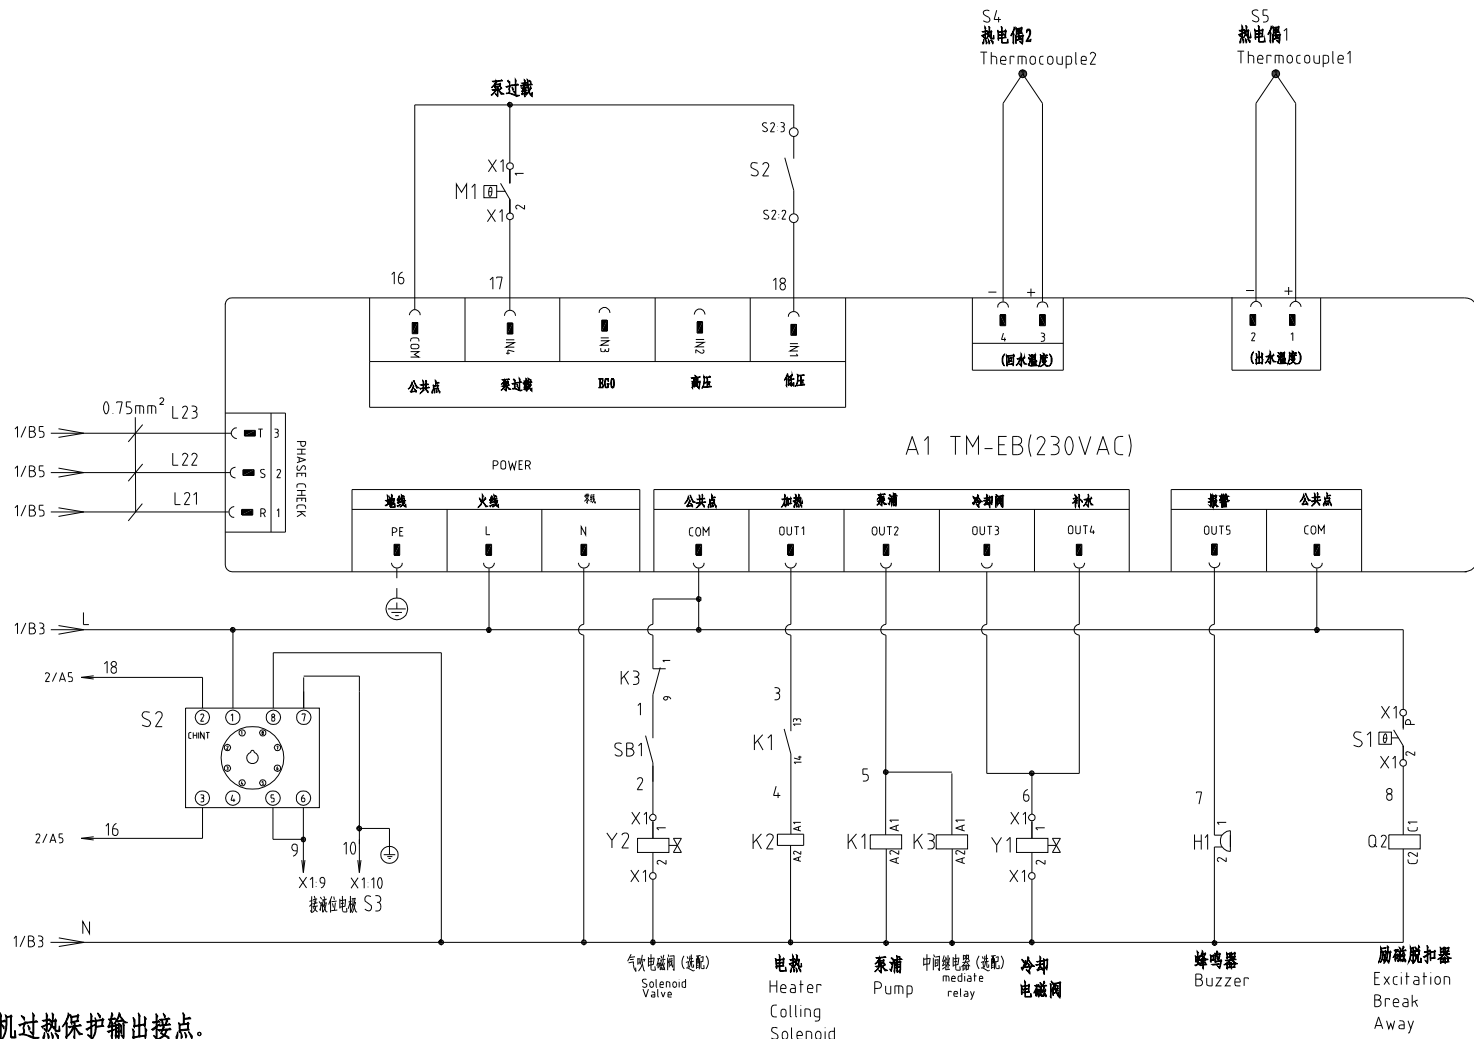 S4
热电偶2
Thermocouple2
S5
热电偶1
Thermocouple1
泵过载
S2:3
S2
S2:2
X1
1
M1
2
X1
16
17
18
-
+
-
+
COM
IN4
IN3
IN2
IN1
公共点
泵过载
EGO
高压
低压
4
3
(回水温度)
2
1
(出水温度)
0.75mm²
L23
1/B5
T 3
L22
1/B5
S 2
L21
1/B5
R 1
PHASE CHECK
A1 TM-EB(230VAC)
POWER
地线
火线
零线
公共点
加热
泵浦
冷却阀
补水
报警
公共点
PE
L
N
COM
OUT1
OUT2
OUT3
OUT4
OUT5
COM
1/B3
L
2/A5
18
S2
2
1
8
7
CHINT
3
4
5
6
2/A5
16
9
10
X1:9
X1:10
接液位电极 S3
1/B3
N
K3
1
9
1
SB1
2
X1
1
Y2
2
X1
3
13
K1
14
4
A1
K2
A2
5
A1
K1
A2
A1
K3
A2
6
X1
1
Y1
2
X1
7
1
H1
2
X1
P
S1
2
X1
8
C1
Q2
C2
气吹电磁阀 (选配)
Solenoid
Valve
电热
Heater
Colling
Solenoid
泵浦
Pump
中间继电器 (选配)
mediate
relay
冷却
电磁阀
蜂鸣器
Buzzer
励磁脱扣器
Excitation
Break
Away
机过热保护输出接点。